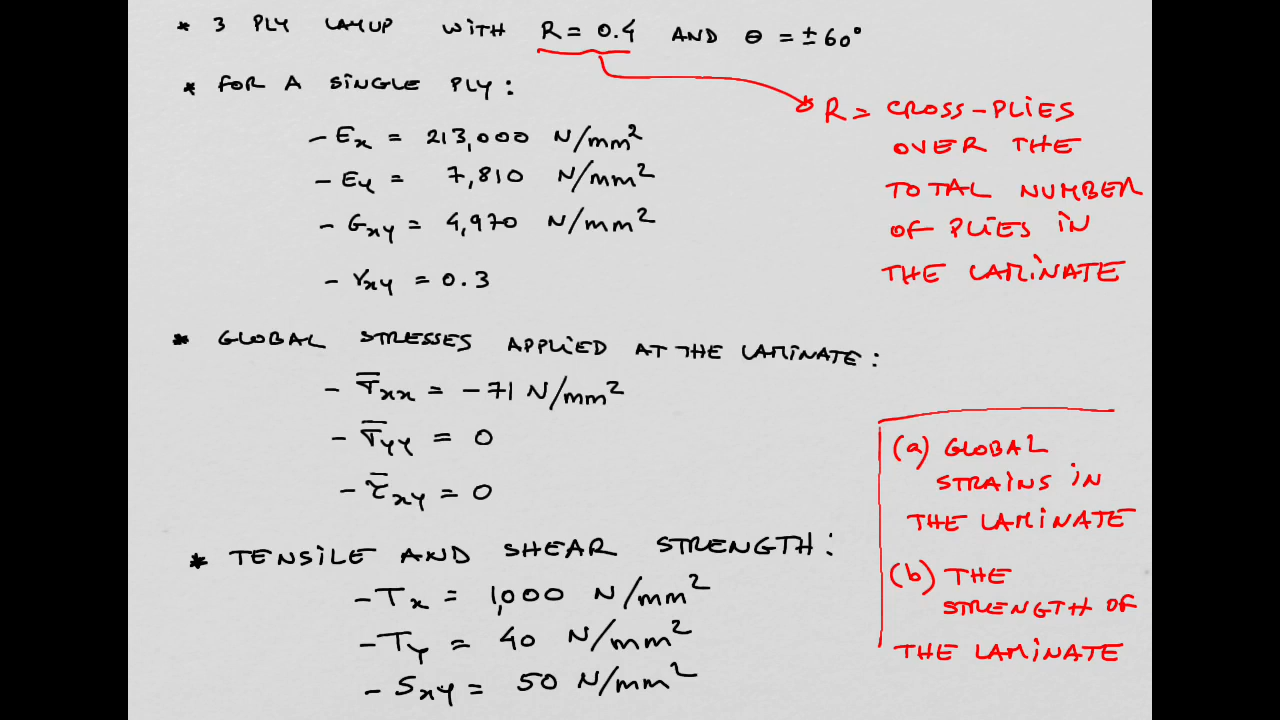 * 3 PLY LAYUP WITH R = 0.4 AND θ = ±60°
* FOR A SINGLE PLY:
- Ex = 213,000 N/mm²
- EY = 7,810 N/mm²
- Gxy = 4,970 N/mm²
- νxy = 0.3
R = CROSS-PLIES
OVER THE
TOTAL NUMBER
OF PLIES IN
THE LAMINATE
* GLOBAL STRESSES APPLIED AT THE LAMINATE:
- σ̅xx = -71 N/mm²
- σ̅YY = 0
- τ̅xy = 0
* TENSILE AND SHEAR STRENGTH:
- Tx = 1,000 N/mm²
- TY = 40 N/mm²
- Sxy = 50 N/mm²
(a) GLOBAL
STRAINS IN
THE LAMINATE
(b) THE
STRENGTH OF
THE LAMINATE